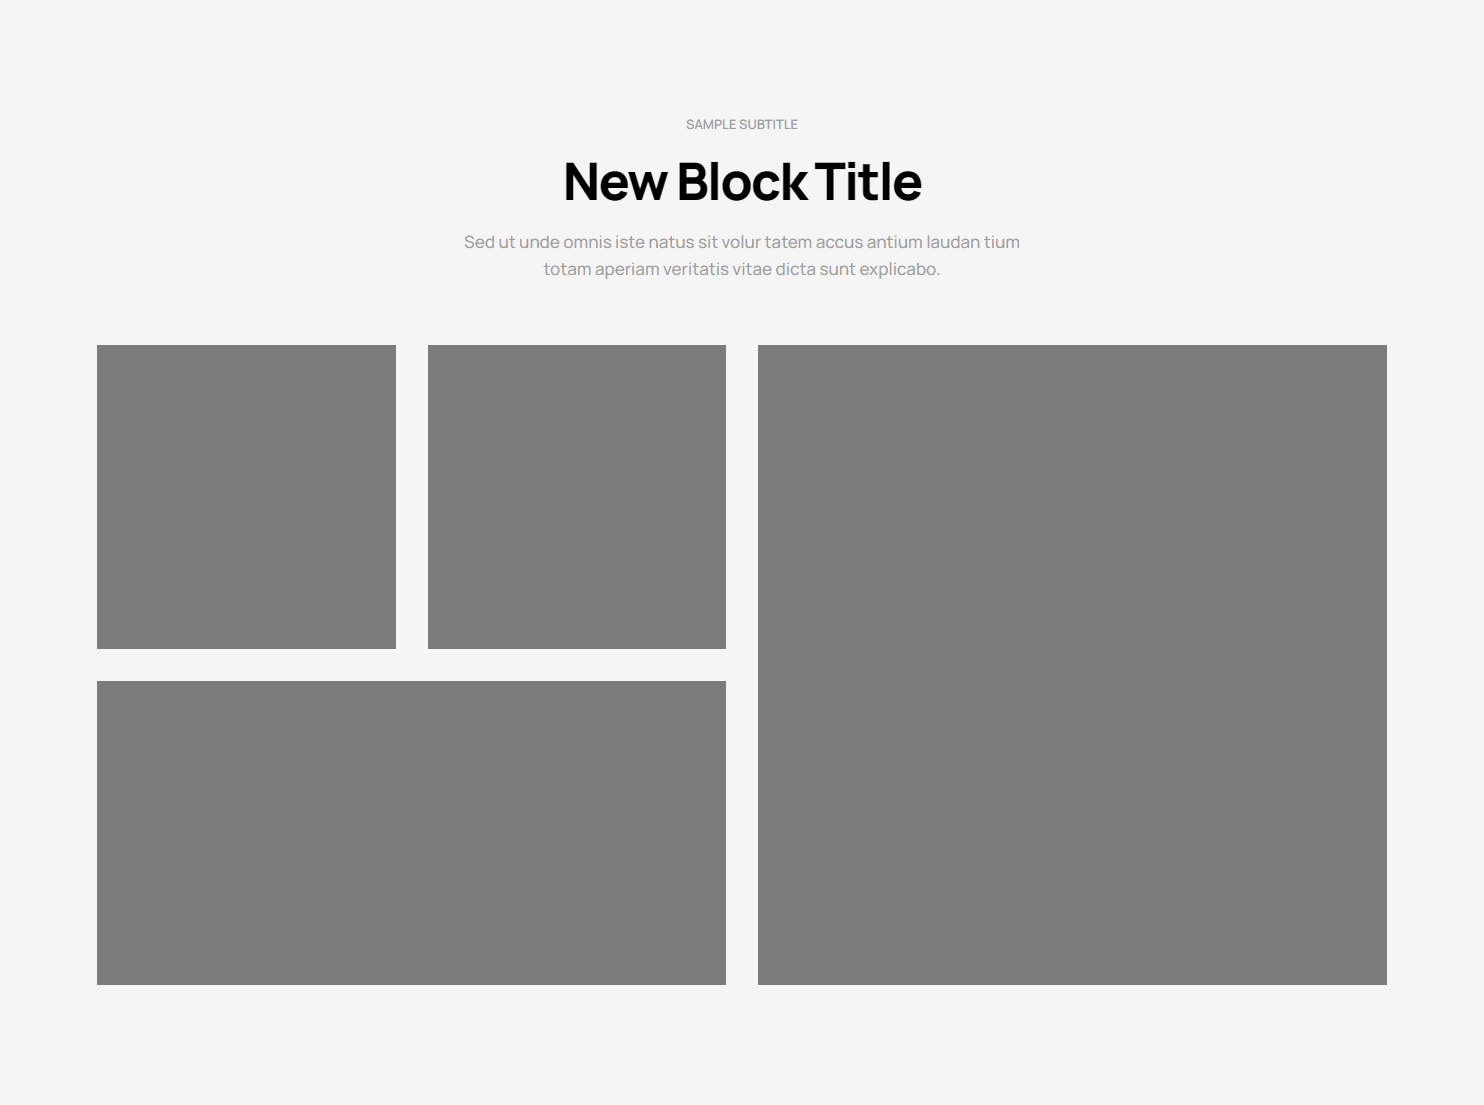 SAMPLE SUBTITLE
New Block Title
Sed ut unde omnis iste natus sit volur tatem accus antium laudan tium
totam aperiam veritatis vitae dicta sunt explicabo.